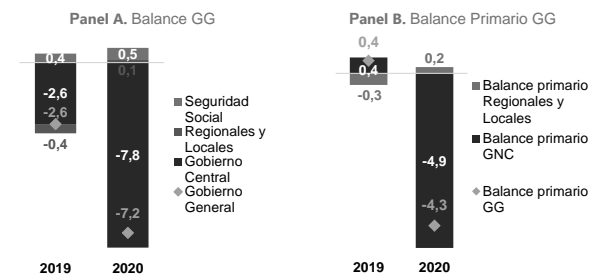 Panel A. Balance GG
0,4
-2,6
-2,6
-0,4
0,5
0,1
-7,8
-7,2
2019
2020
Seguridad
Social
Regionales y
Locales
Gobierno
Central
Gobierno
General
Panel B. Balance Primario GG
0,4
0,4
-0,3
0,2
-4,9
-4,3
2019
2020
Balance primario
Regionales y
Locales
Balance primario
GNC
Balance primario
GG